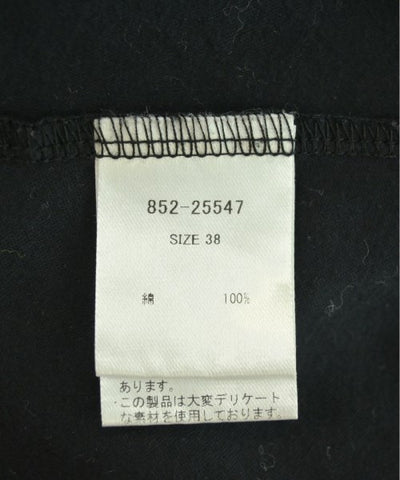 852-25547
SIZE 38
綿 100%
あります。
・この製品は大変デリケート
な素材を使用しております。